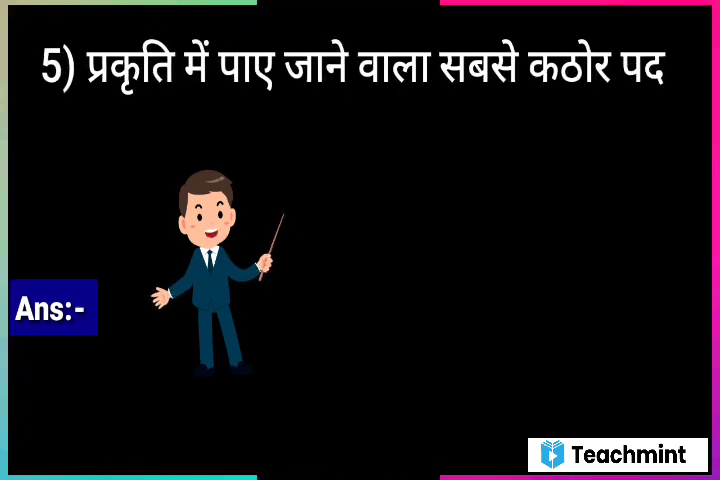 5) प्रकृति में पाए जाने वाला सबसे कठोर पद
Ans:-
Teachmint